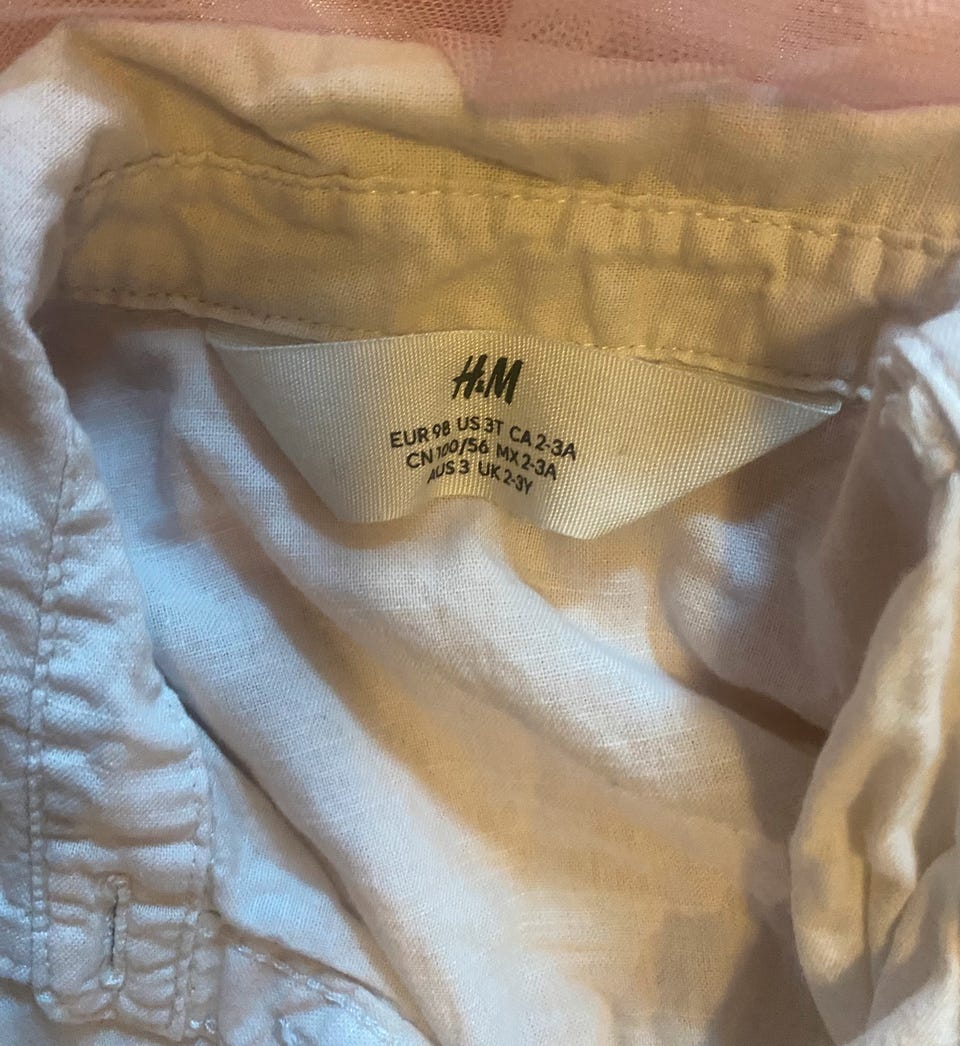 H&M
EUR 98 US 3T CA 2-3A
CN 100/56 MX 2-3A
AUS 3 UK 2-3Y